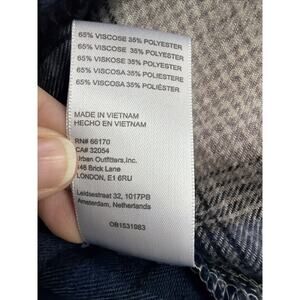 65% VISCOSE 35% POLYESTER
65% VISCOSE 35% POLYESTER
65% VISKOSE 35% POLYESTER
65% VISCOSA 35% POLIESTERE
65% VISCOSA 35% POLIÉSTER
MADE IN VIETNAM
HECHO EN VIETNAM
RN# 66170
CA# 32054
Urban Outfitters, Inc.
146 Brick Lane
LONDON, E1 6RU
Leidsestraat 32, 1017PB
Amsterdam, Netherlands
OB1531983